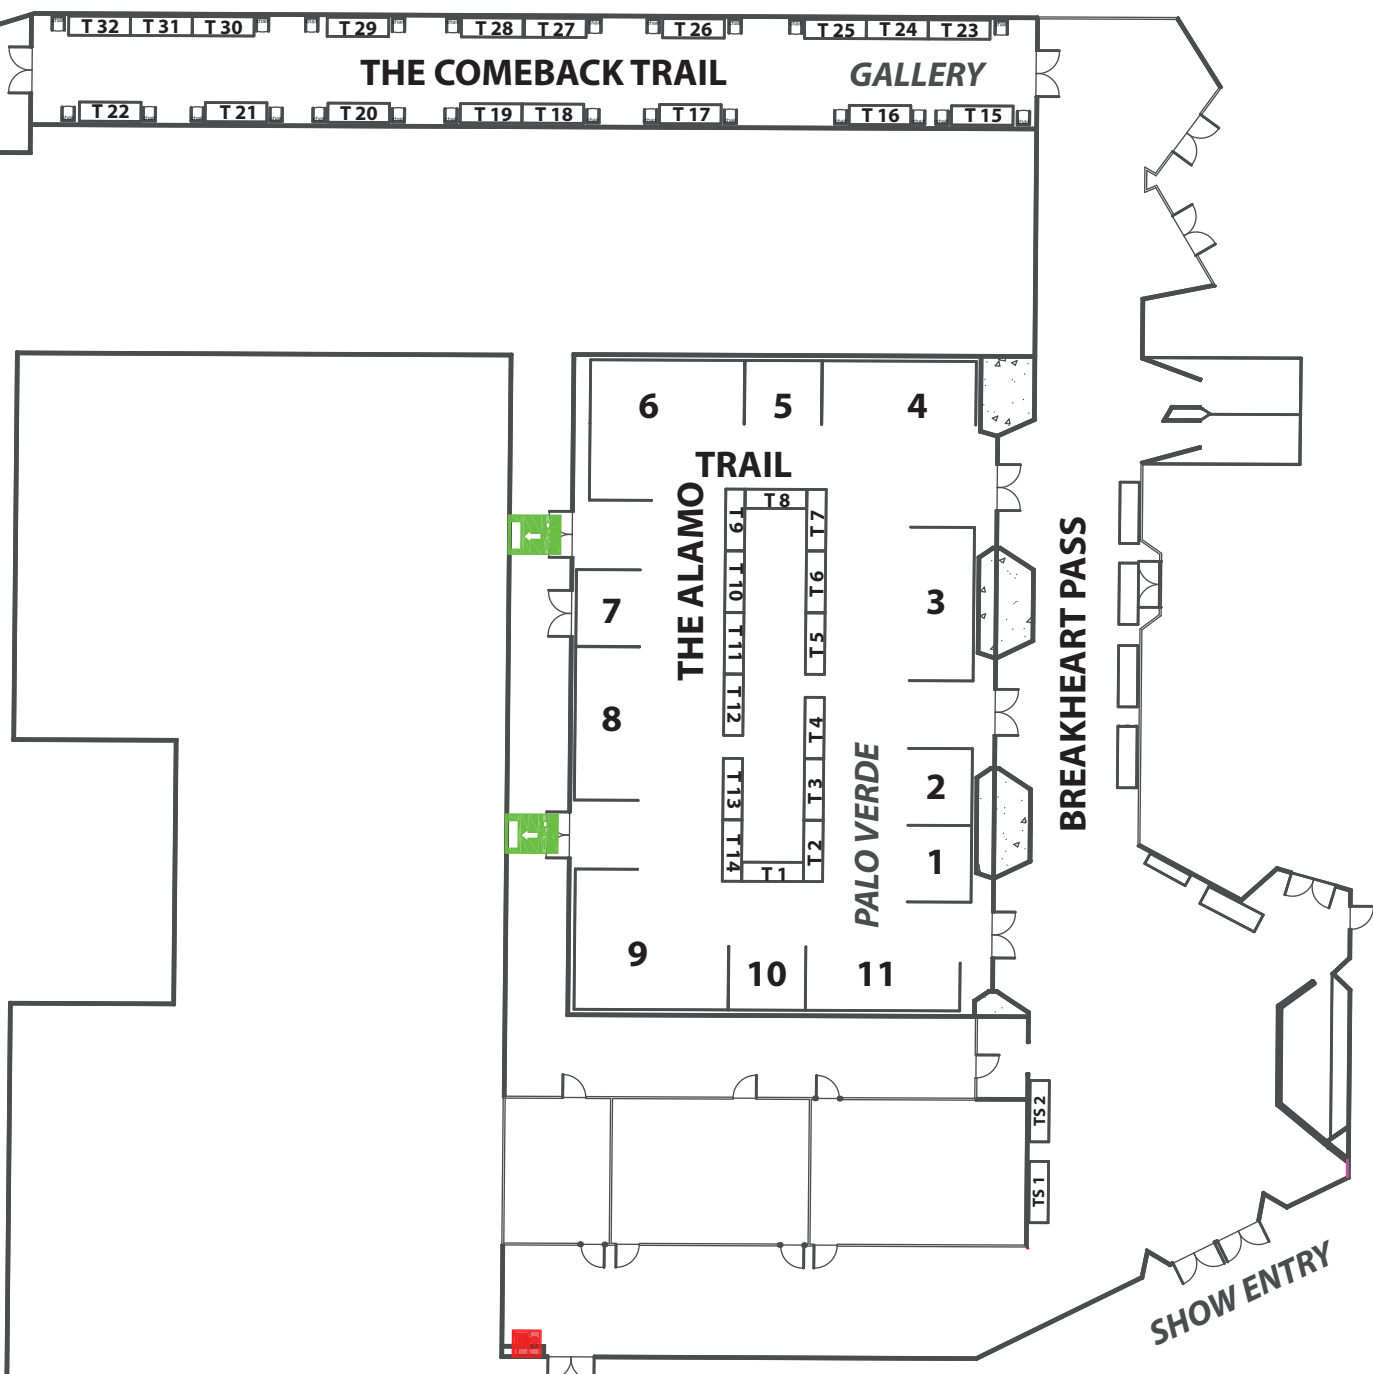 T 32 T 31 T 30 T 29 T 28 T 27 T 26 T 25 T 24 T 23
THE COMEBACK TRAIL GALLERY
T 22 T 21 T 20 T 19 T 18 T 17 T 16 T 15
6 5 4
TRAIL
THE ALAMO
T 8
T 9
T 10
T 11
T 12
T 13
T 14
T 7
T 6
T 5
T 4
T 3
T 2
T 1
3
7
8
2
1
PALO VERDE
BREAKHEART PASS
9 10 11
TS 2
TS 1
SHOW ENTRY